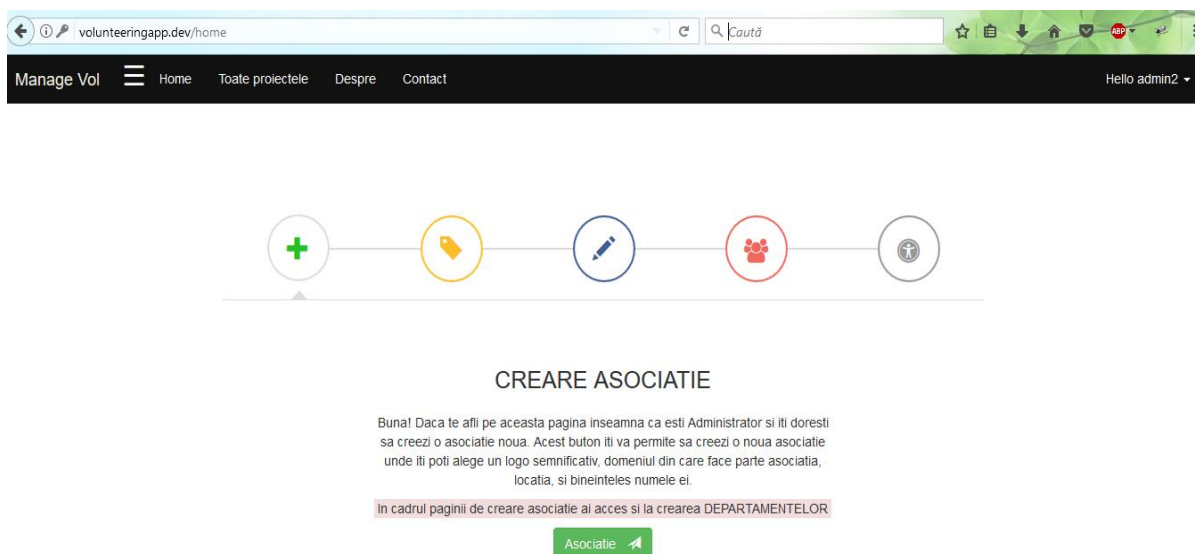 volunteeringapp.dev/home
Caută
ABP
Manage Vol Home Toate proiectele Despre Contact Hello admin2
CREARE ASOCIATIE
Buna! Daca te afli pe aceasta pagina inseamna ca esti Administrator si iti doresti
sa creezi o asociatie noua. Acest buton iti va permite sa creezi o noua asociatie
unde iti poti alege un logo semnificativ, domeniul din care face parte asociatia,
locatia, si bineinteles numele ei.
In cadrul paginii de creare asociatie ai acces si la crearea DEPARTAMENTELOR
Asociatie